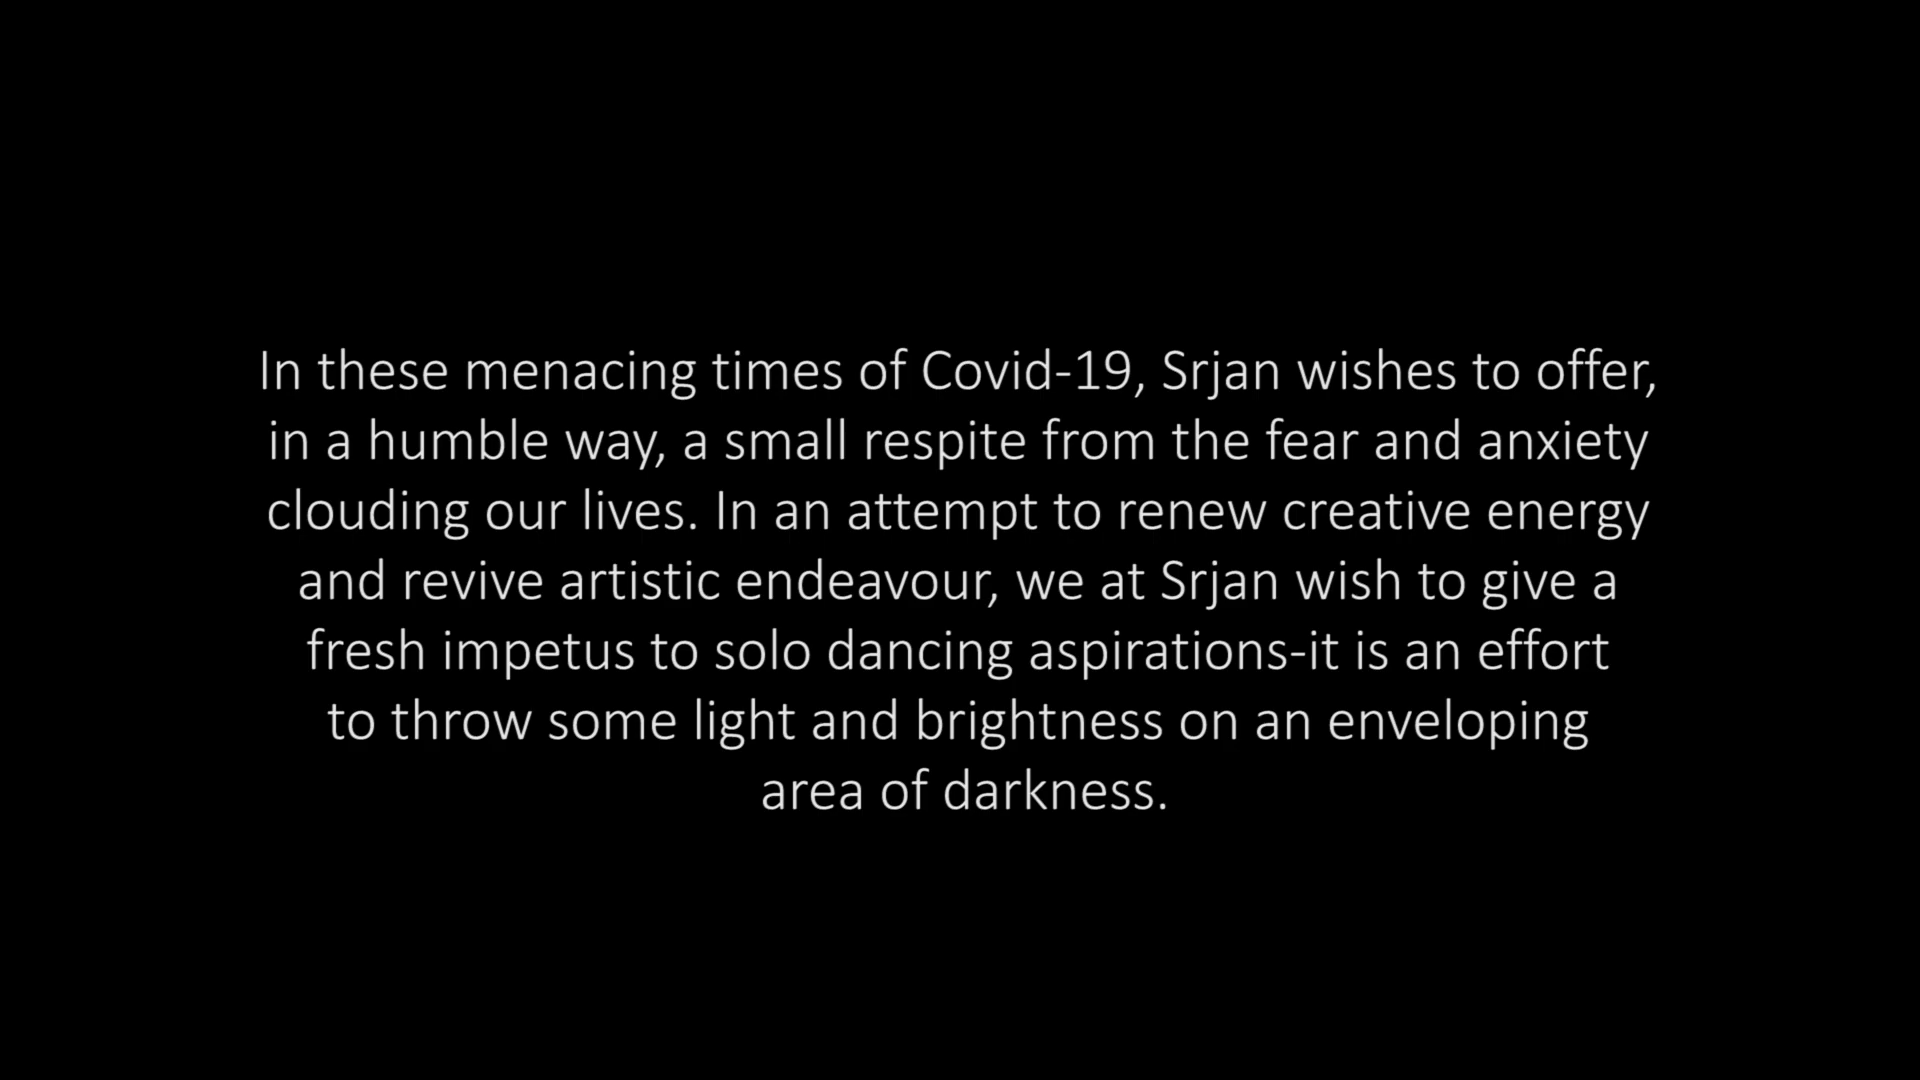 In these menacing times of Covid-19, Srjan wishes to offer,
in a humble way, a small respite from the fear and anxiety
clouding our lives. In an attempt to renew creative energy
and revive artistic endeavour, we at Srjan wish to give a
fresh impetus to solo dancing aspirations-it is an effort
to throw some light and brightness on an enveloping
area of darkness.